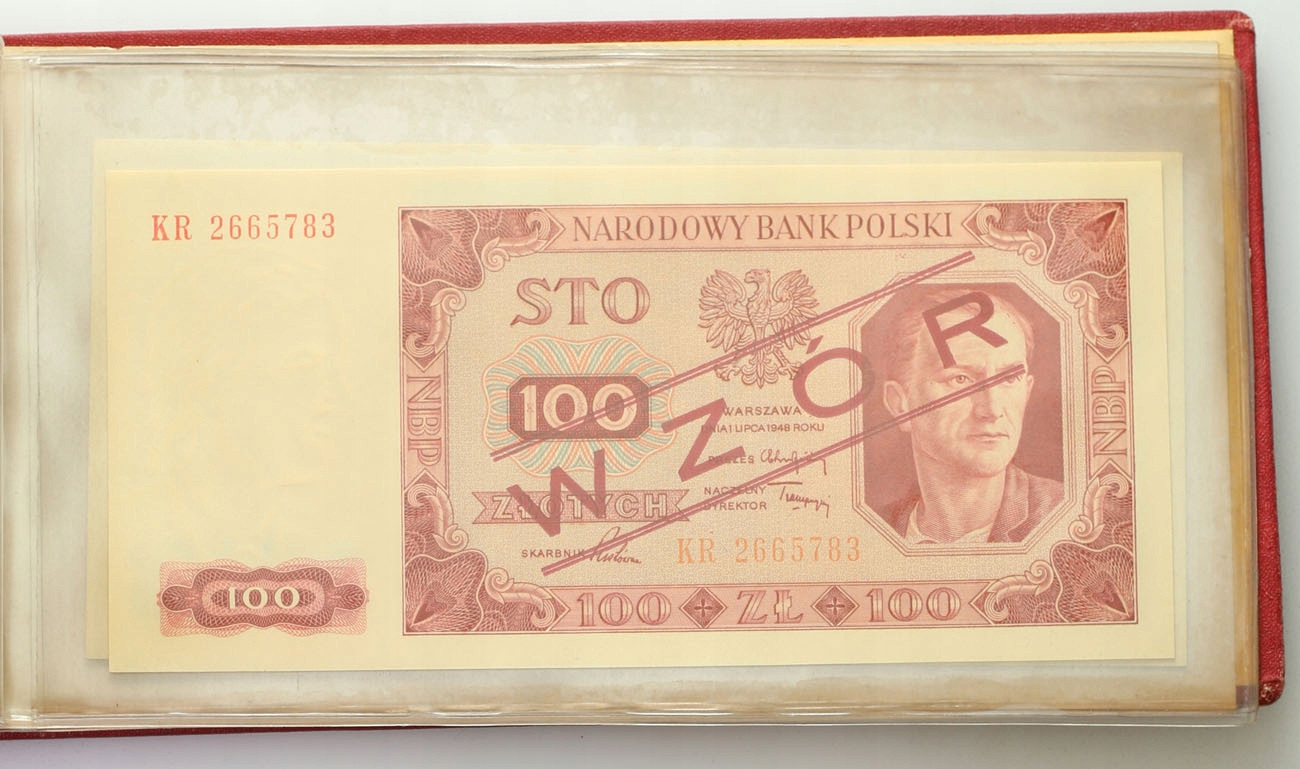 KR 2665783
NARODOWY BANK POLSKI
STO
100
ZŁOTYCH
WZÓR
WARSZAWA
DNIA 1 LIPCA 1948 ROKU
PREZES
NACZELNY
DYREKTOR
SKARBNIK
KR 2665783
NBP
NBP
100
100 ZŁ 100